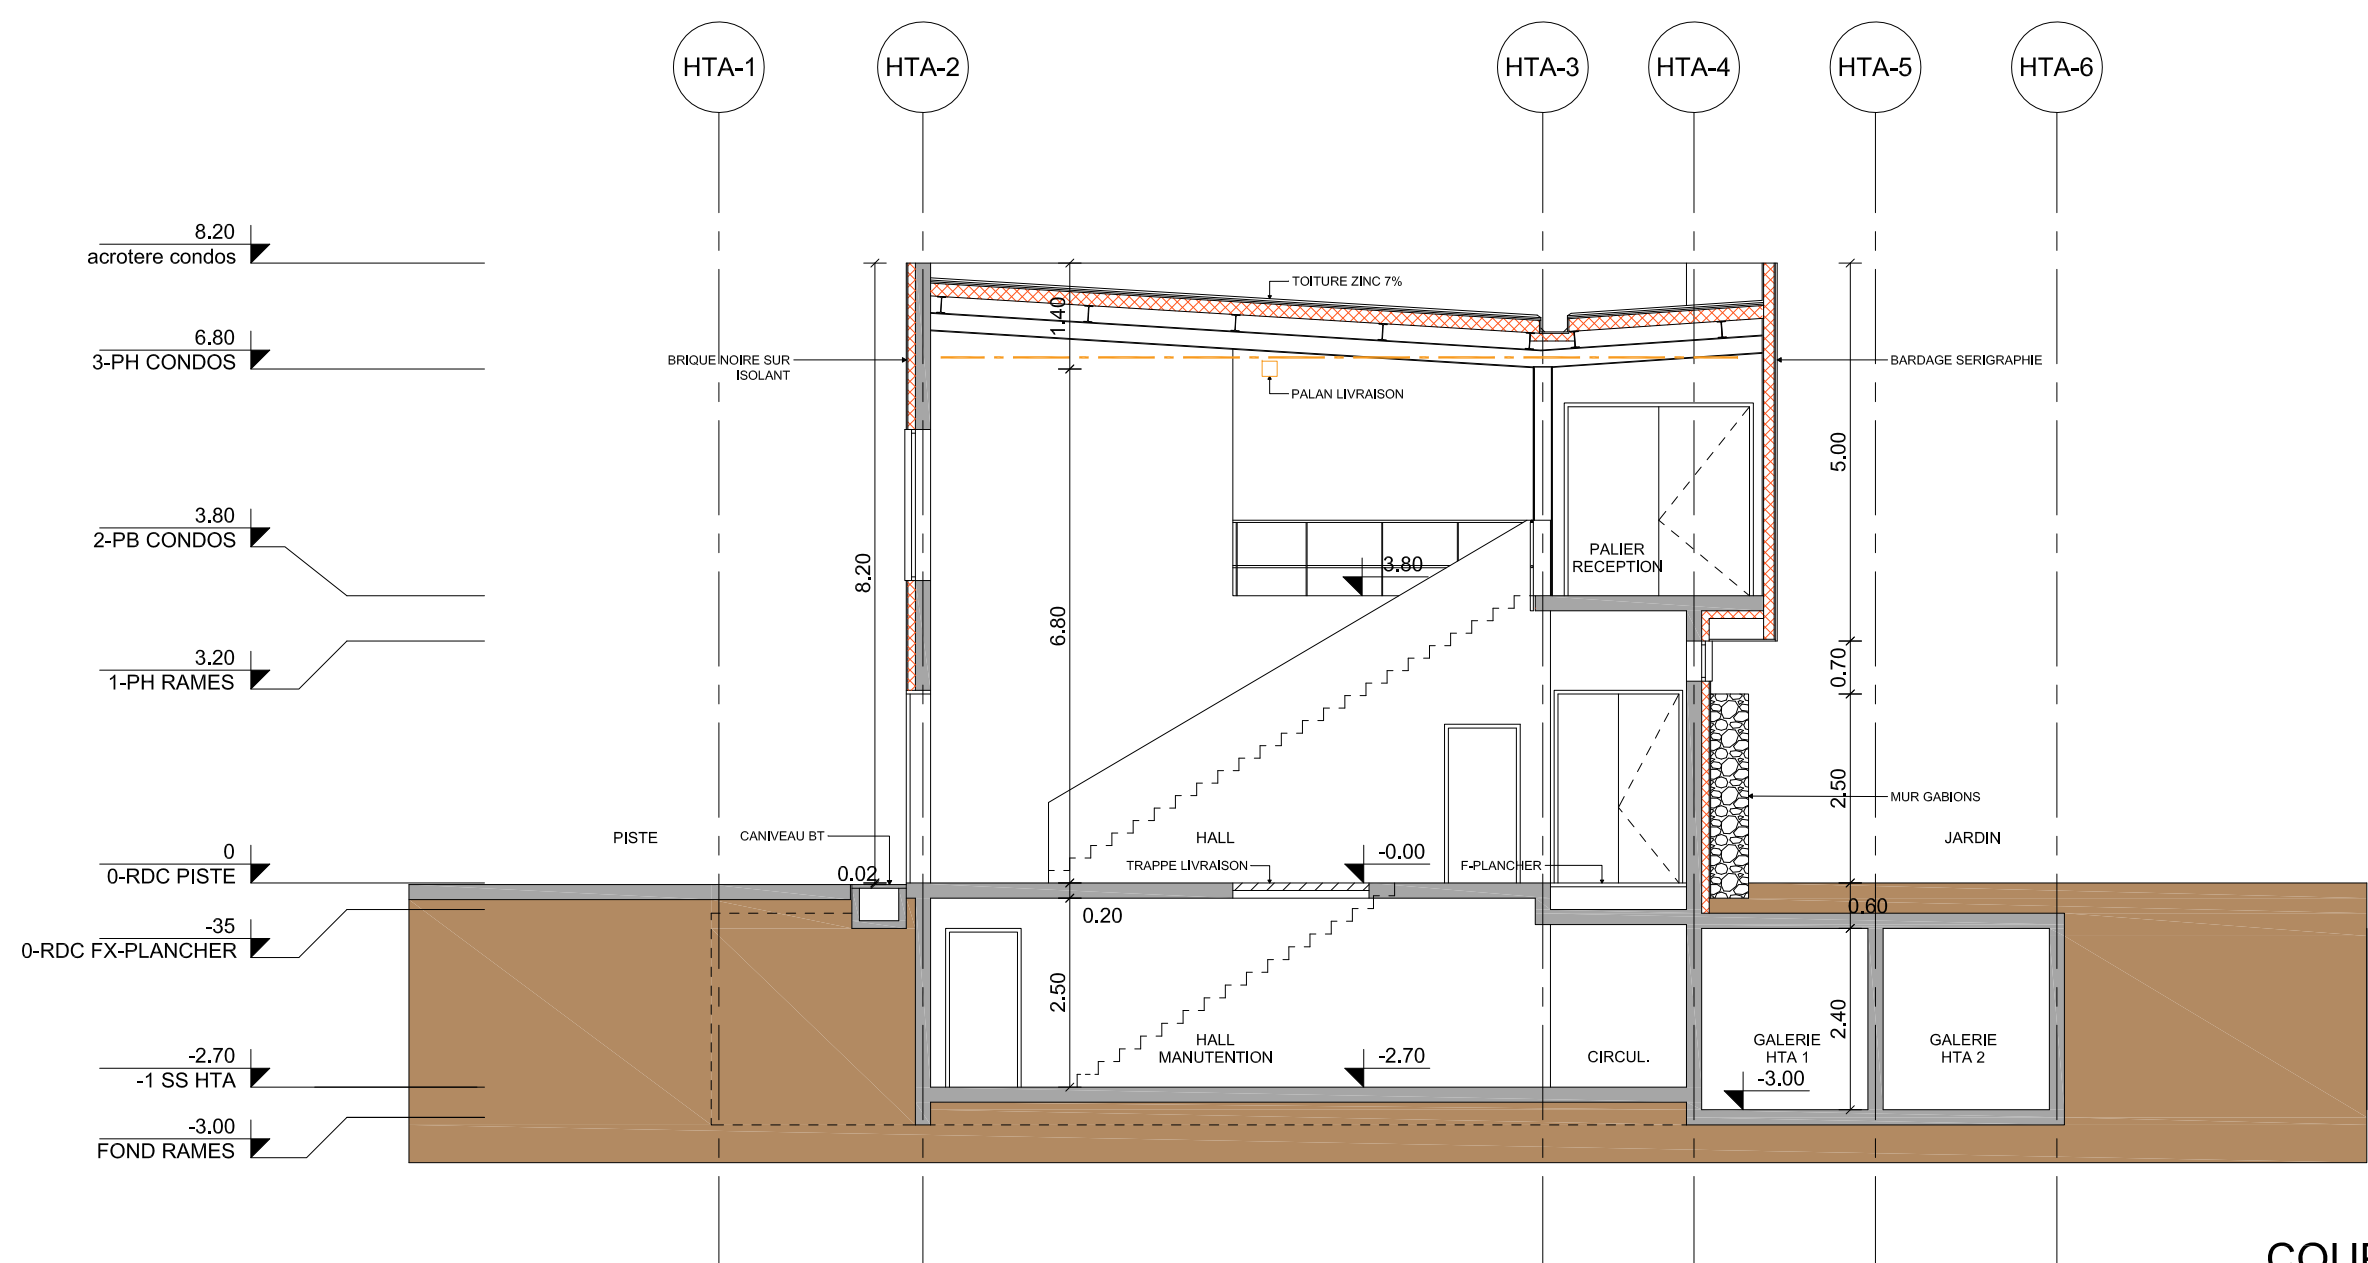 HTA-1
HTA-2
HTA-3
HTA-4
HTA-5
HTA-6
8.20
acrotere condos
6.80
3-PH CONDOS
3.80
2-PB CONDOS
3.20
1-PH RAMES
0
0-RDC PISTE
-35
0-RDC FX-PLANCHER
-2.70
-1 SS HTA
-3.00
FOND RAMES
TOITURE ZINC 7%
1.40
BRIQUE NOIRE SUR
ISOLANT
PALAN LIVRAISON
BARDAGE SERIGRAPHIE
5.00
PALIER
RECEPTION
3.80
8.20
6.80
0.70
2.50
MUR GABIONS
PISTE
CANIVEAU BT
HALL
JARDIN
TRAPPE LIVRAISON
-0.00
F-PLANCHER
0.02
0.20
0.60
2.50
2.40
HALL
MANUTENTION
-2.70
CIRCUL.
GALERIE
HTA 1
-3.00
GALERIE
HTA 2